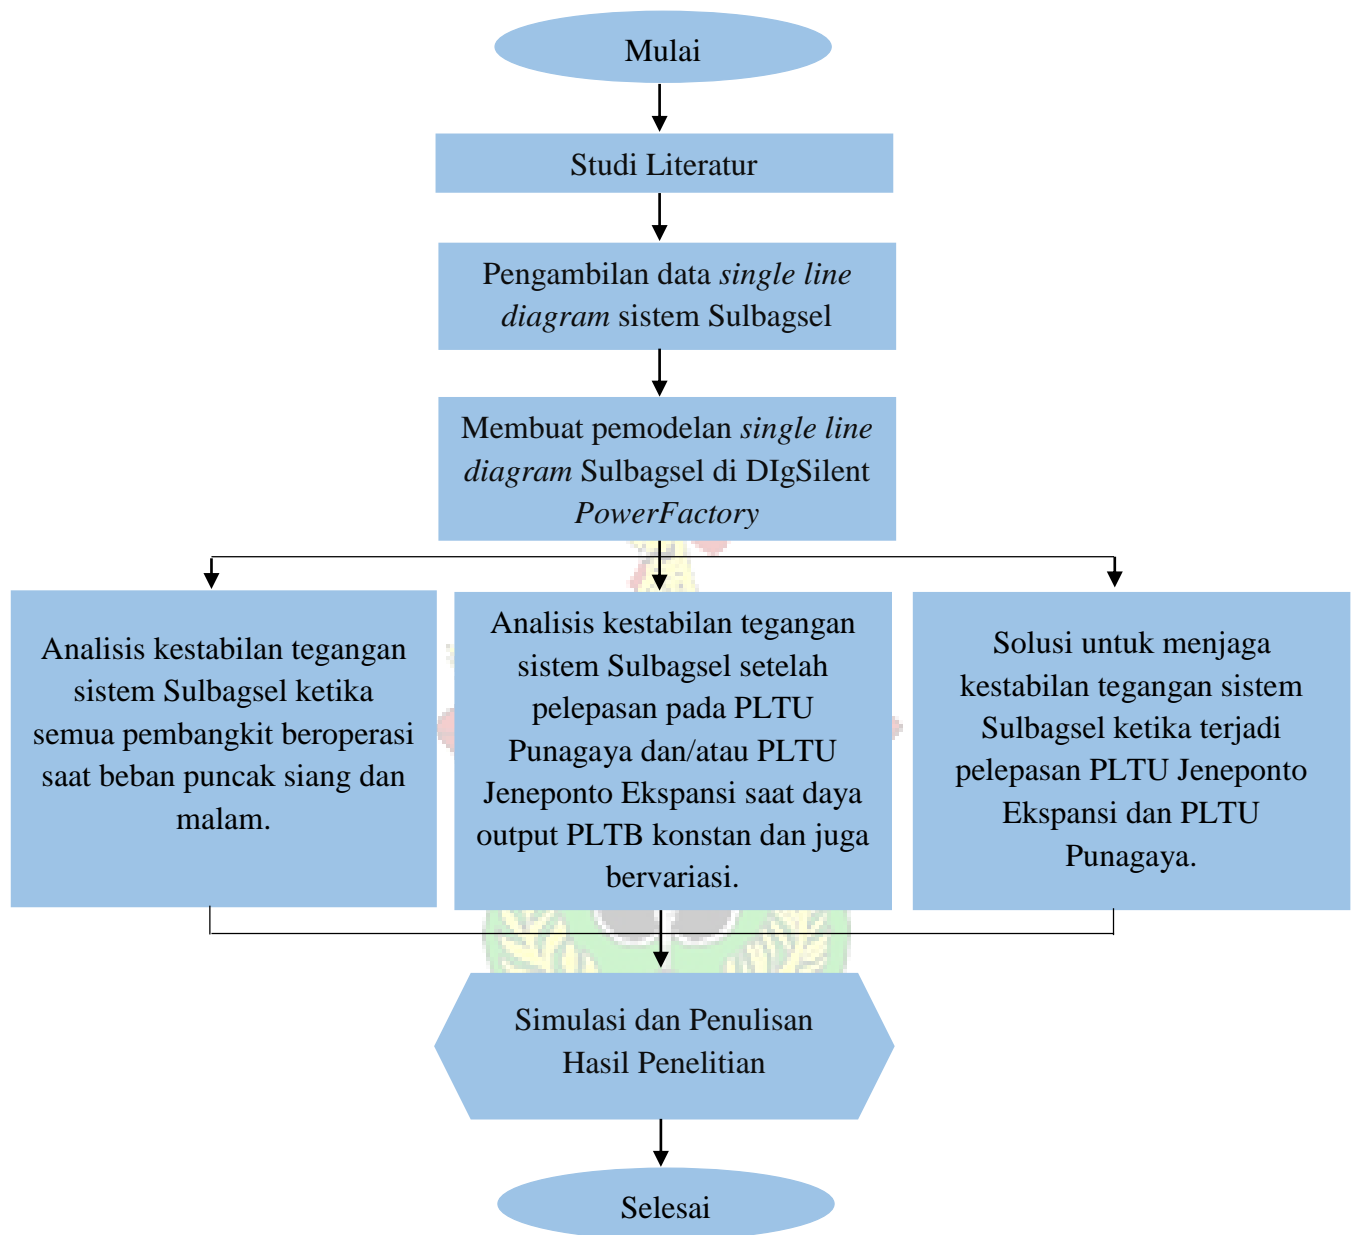 Mulai
Studi Literatur
Pengambilan data single line
diagram sistem Sulbagsel
Membuat pemodelan single line
diagram Sulbagsel di DIgSilent
PowerFactory
Analisis kestabilan tegangan
sistem Sulbagsel ketika
semua pembangkit beroperasi
saat beban puncak siang dan
malam.
Analisis kestabilan tegangan
sistem Sulbagsel setelah
pelepasan pada PLTU
Punagaya dan/atau PLTU
Jeneponto Ekspansi saat daya
output PLTB konstan dan juga
bervariasi.
Solusi untuk menjaga
kestabilan tegangan sistem
Sulbagsel ketika terjadi
pelepasan PLTU Jeneponto
Ekspansi dan PLTU
Punagaya.
Simulasi dan Penulisan
Hasil Penelitian
Selesai